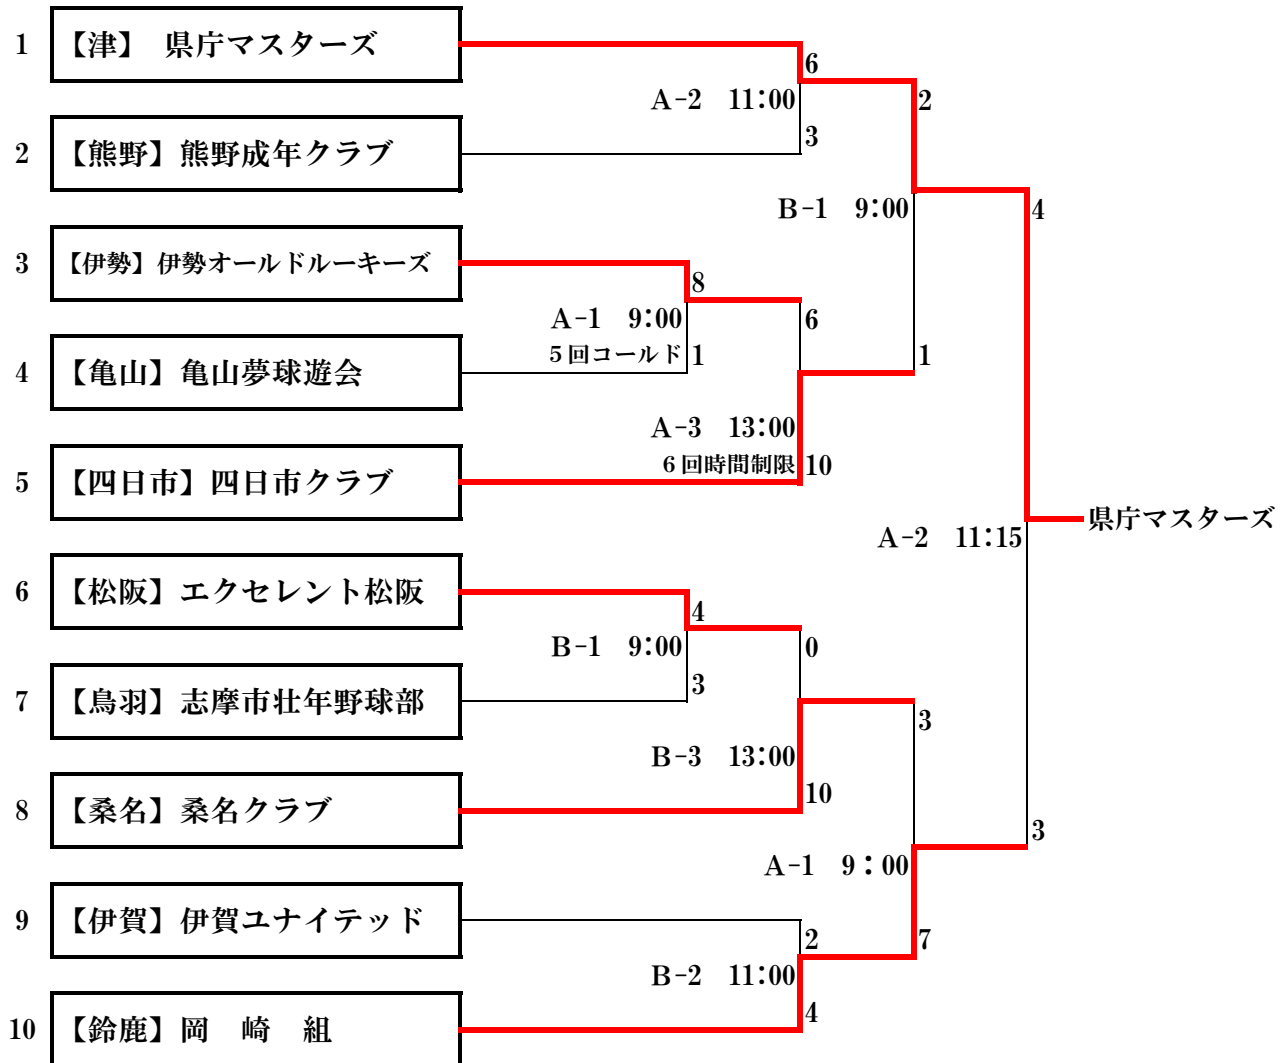 1 【津】 県庁マスターズ
6
A-2 11:00
2
3
2 【熊野】熊野成年クラブ
B-1 9:00
4
3 【伊勢】伊勢オールドルーキーズ
8
A-1 9:00
6
5回コールド
1
1
4 【亀山】亀山夢球遊会
A-3 13:00
6回時間制限
10
5 【四日市】四日市クラブ
県庁マスターズ
A-2 11:15
6 【松阪】エクセレント松阪
4
B-1 9:00
0
3
7 【鳥羽】志摩市壮年野球部
3
B-3 13:00
10
8 【桑名】桑名クラブ
3
A-1 9:00
9 【伊賀】伊賀ユナイテッド
2
7
B-2 11:00
4
10 【鈴鹿】岡 崎 組